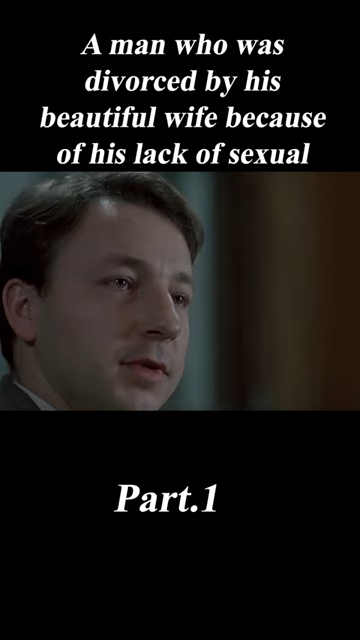 A man who was
divorced by his
beautiful wife because
of his lack of sexual
Part.1